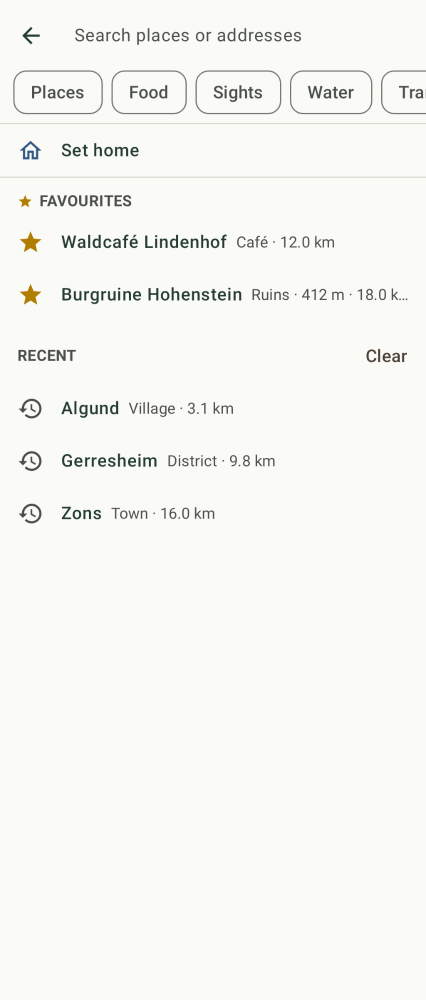 Search places or addresses
Places Food Sights Water Tra
Set home
FAVOURITES
Waldcafé Lindenhof Café · 12.0 km
Burgruine Hohenstein Ruins · 412 m · 18.0 k…
RECENT Clear
Algund Village · 3.1 km
Gerresheim District · 9.8 km
Zons Town · 16.0 km